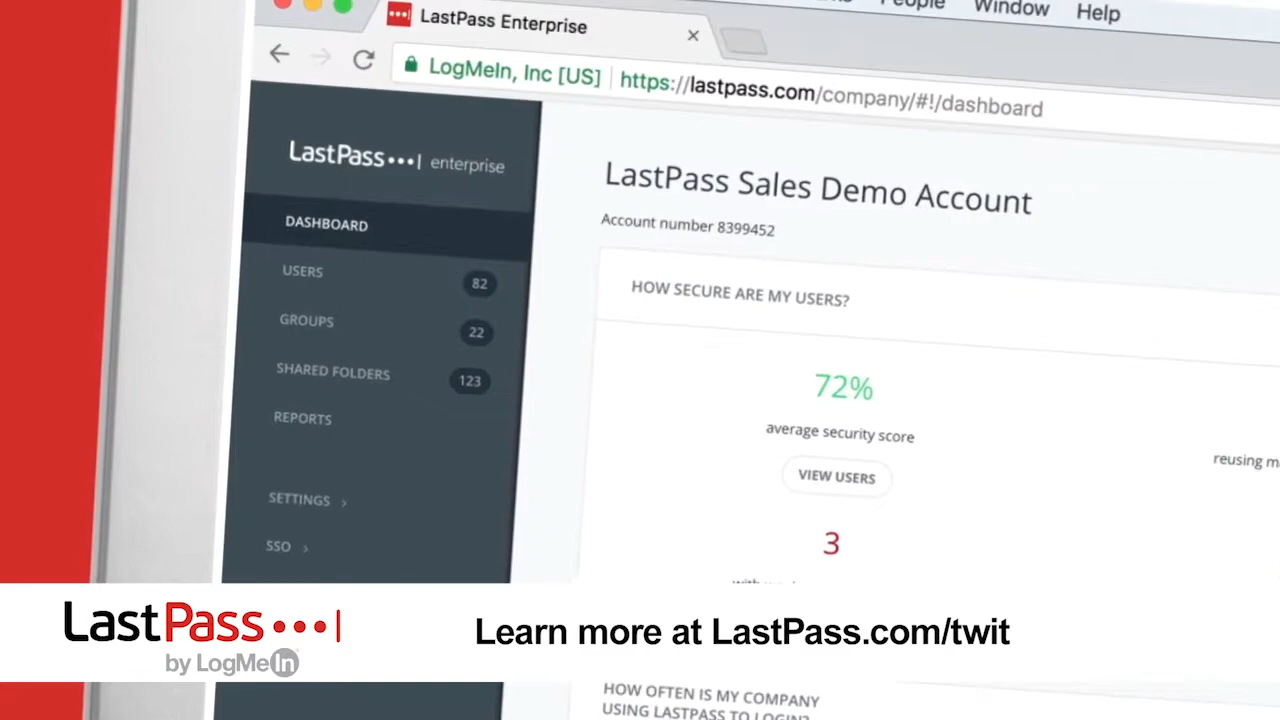 People Window Help
LastPass Enterprise
LogMeIn, Inc [US] https://lastpass.com/company/#!/dashboard
LastPass•••| enterprise
LastPass Sales Demo Account
Account number 8399452
DASHBOARD
USERS 82
GROUPS 22
SHARED FOLDERS 123
REPORTS
SETTINGS >
SSO >
HOW SECURE ARE MY USERS?
72%
average security score
VIEW USERS
reusing
3
LastPass•••|
by LogMeIn
Learn more at LastPass.com/twit
HOW OFTEN IS MY COMPANY
USING LASTPASS TO LOGIN?